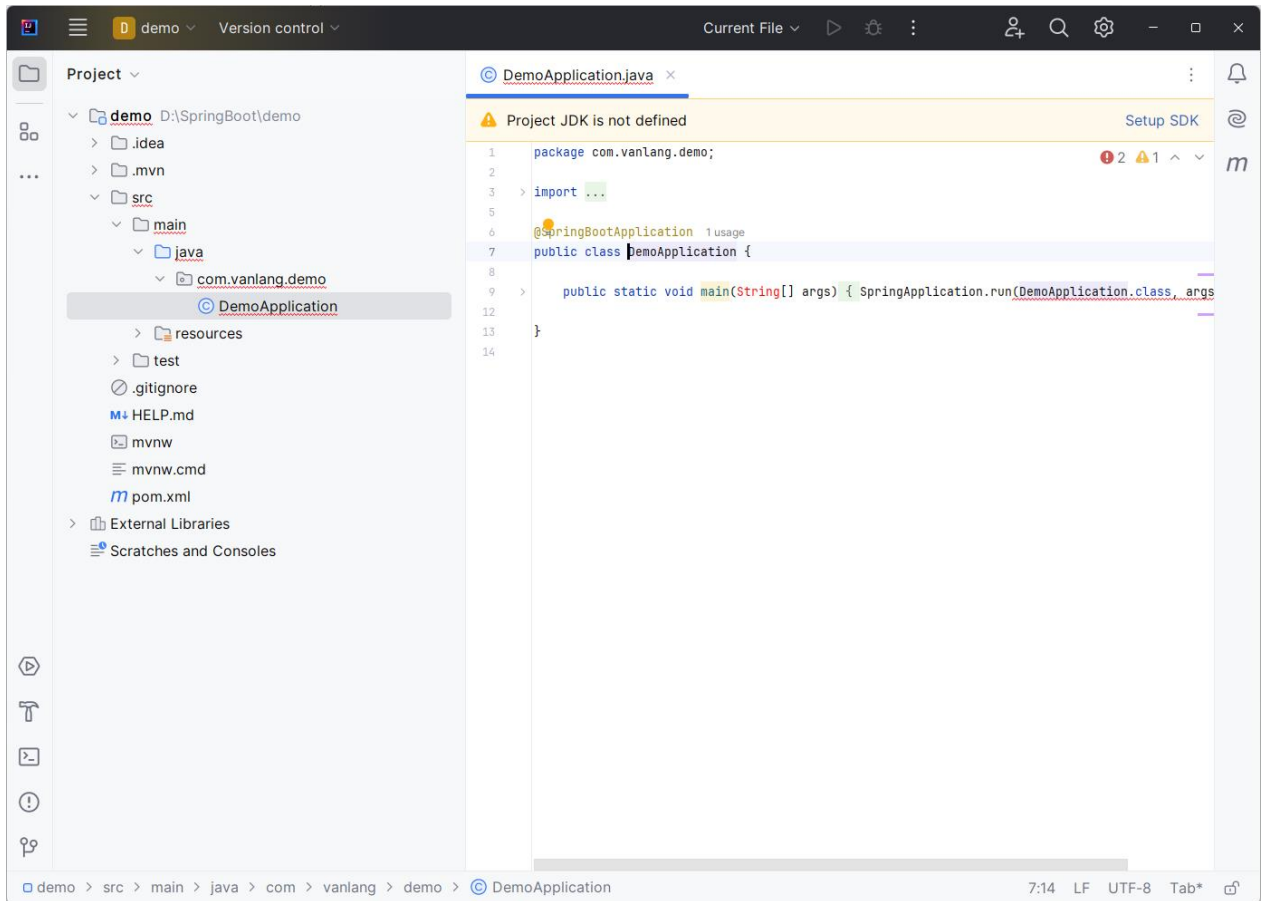 D demo Version control Current File
Project
DemoApplication.java
demo D:\SpringBoot\demo
.idea
.mvn
src
main
java
com.vanlang.demo
DemoApplication
resources
test
.gitignore
M↓ HELP.md
mvnw
mvnw.cmd
m pom.xml
External Libraries
Scratches and Consoles
Project JDK is not defined Setup SDK
2 1
1 package com.vanlang.demo;
2
3 import ...
5
6 @SpringBootApplication 1 usage
7 public class DemoApplication {
8
9 public static void main(String[] args) { SpringApplication.run(DemoApplication.class, args
12
13 }
14
m
demo > src > main > java > com > vanlang > demo > DemoApplication
7:14 LF UTF-8 Tab*